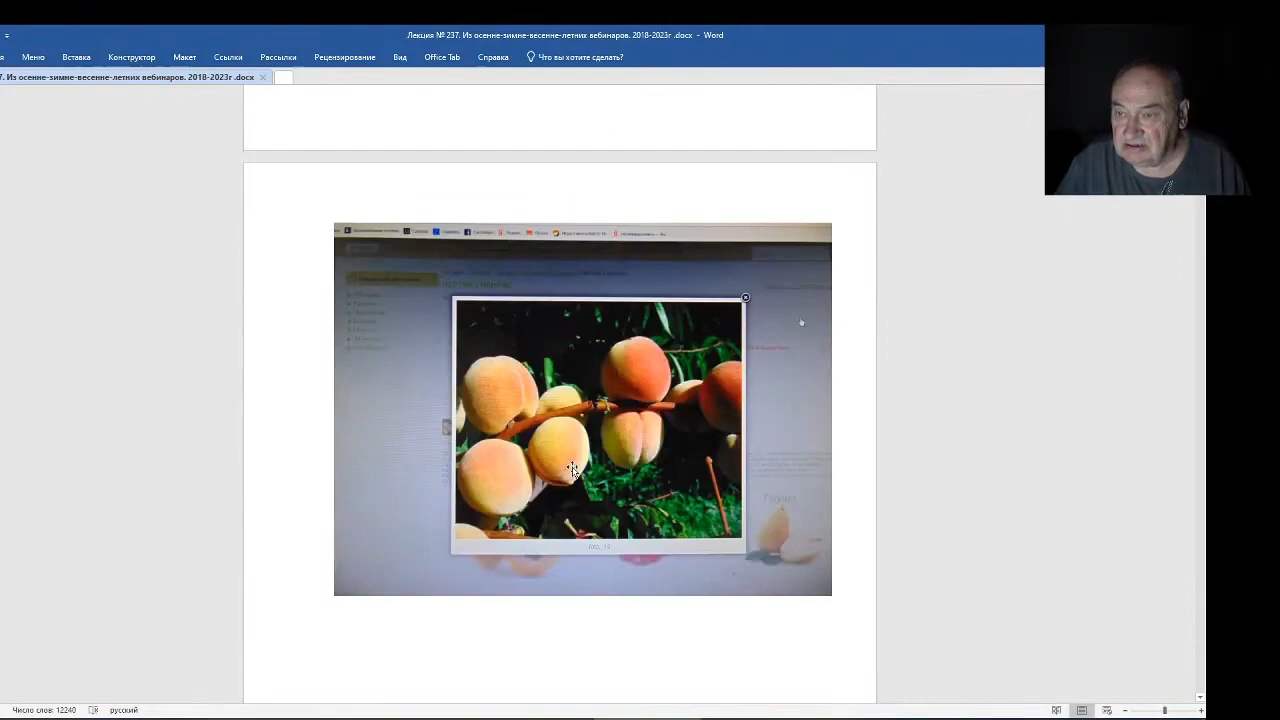 Лекция № 237. Из осенне-зимне-весенне-летних вебинаров. 2018-2023г .docx - Word
Меню Вставка Конструктор Макет Ссылки Рассылки Рецензирование Вид Office Tab Справка Что вы хотите сделать?
7. Из осенне-зимне-весенне-летних вебинаров. 2018-2023г .docx
Груши
foto_10
Число слов: 12240 русский